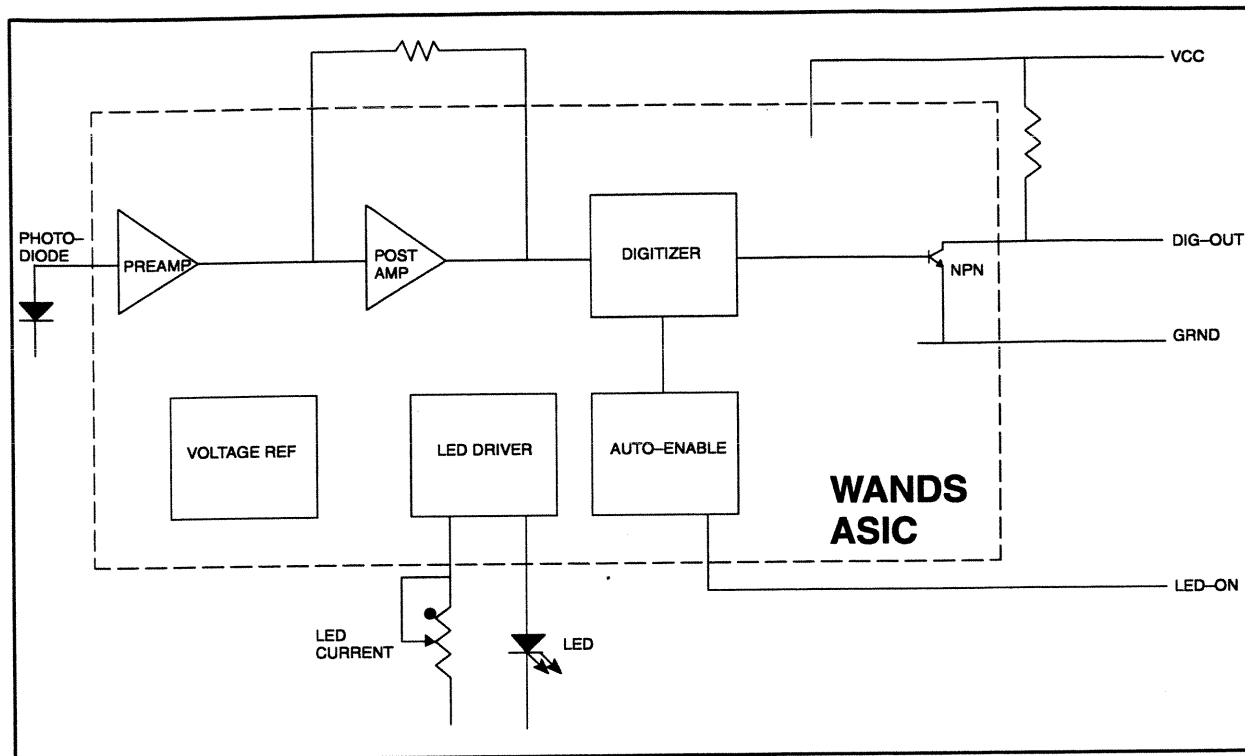 VCC
PHOTO-
DIODE
PREAMP
POST
AMP
DIGITIZER
NPN
DIG-OUT
GRND
VOLTAGE REF
LED DRIVER
AUTO-ENABLE
WANDS
ASIC
LED-ON
LED
CURRENT
LED